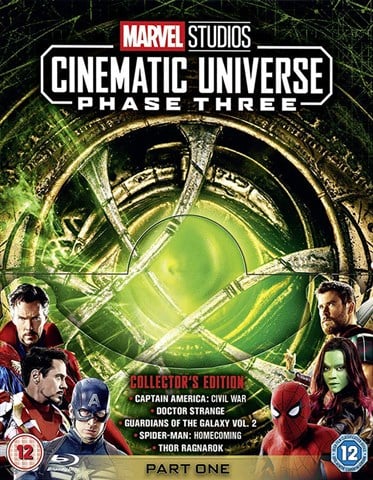 MARVEL STUDIOS
CINEMATIC UNIVERSE
PHASE THREE
COLLECTOR'S EDITION
• CAPTAIN AMERICA: CIVIL WAR
• DOCTOR STRANGE •
• GUARDIANS OF THE GALAXY VOL. 2
• SPIDER-MAN: HOMECOMING
• THOR RAGNAROK
12
12
PART ONE